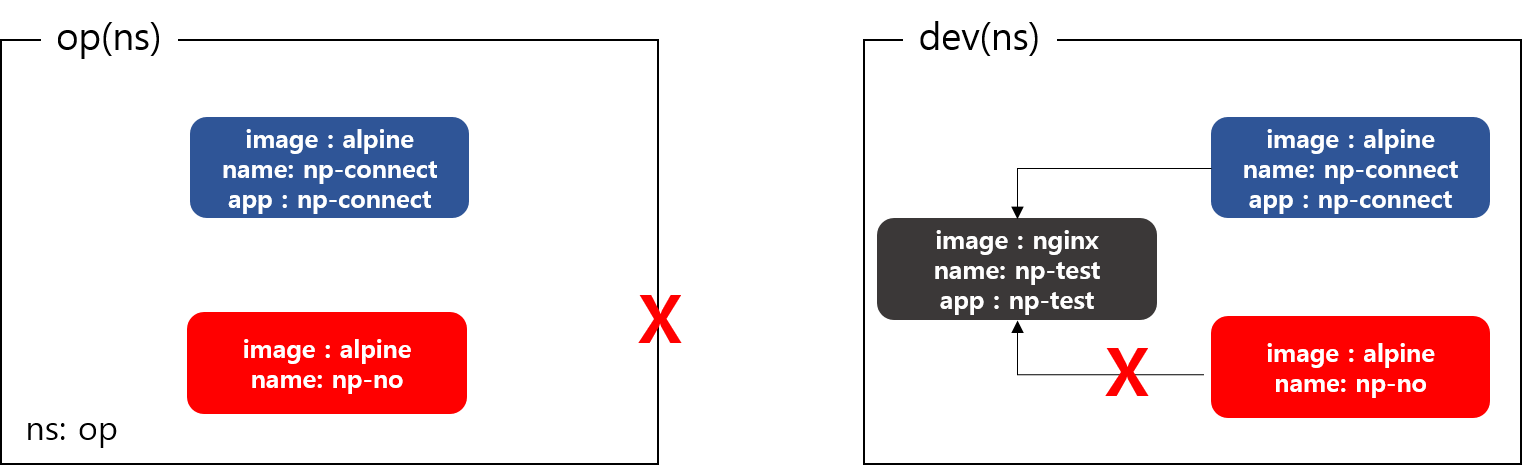 op(ns)
image : alpine
name: np-connect
app : np-connect
X
image : alpine
name: np-no
ns: op
dev(ns)
image : alpine
name: np-connect
app : np-connect
image : nginx
name: np-test
app : np-test
X
image : alpine
name: np-no